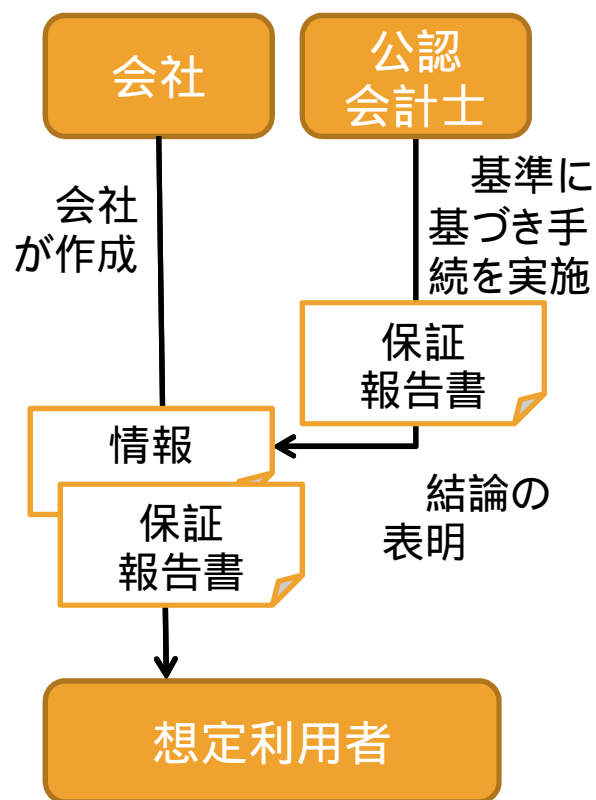 会社
公認
会計士
会社
が作成
基準に
基づき手
続を実施
保証
報告書
情報
結論の
表明
保証
報告書
想定利用者